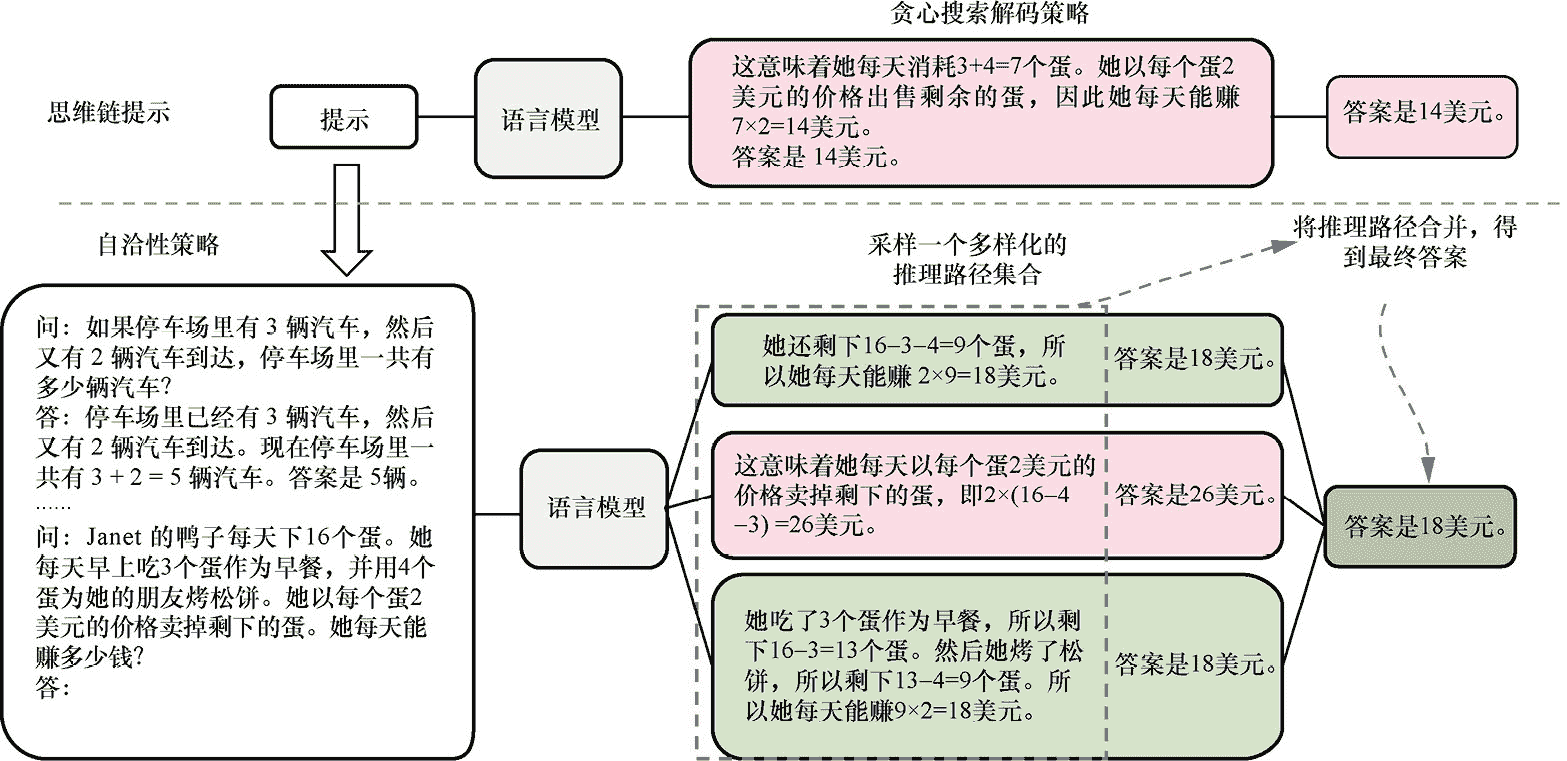 贪心搜索解码策略
思维链提示
提示
语言模型
这意味着她每天消耗3+4=7个蛋。她以每个蛋2
美元的价格出售剩余的蛋，因此她每天能赚
7×2=14美元。
答案是 14美元。
答案是14美元。
自洽性策略
采样一个多样化的
推理路径集合
将推理路径合并，得
到最终答案
问：如果停车场里有 3 辆汽车，然后
又有 2 辆汽车到达，停车场里一共有
多少辆汽车？
答：停车场里已经有 3 辆汽车，然后
又有 2 辆汽车到达。现在停车场里一
共有 3 + 2 = 5 辆汽车。答案是 5辆。
……
问：Janet 的鸭子每天下16个蛋。她
每天早上吃3个蛋作为早餐，并用4个
蛋为她的朋友烤松饼。她以每个蛋2
美元的价格卖掉剩下的蛋。她每天能
赚多少钱？
答：
语言模型
她还剩下16–3–4=9个蛋，所
以她每天能赚 2×9=18美元。
答案是18美元。
这意味着她每天以每个蛋2美元的
价格卖掉剩下的蛋，即2×(16–4
–3) =26美元。
答案是26美元。
她吃了3个蛋作为早餐，所以剩
下16–3=13个蛋。然后她烤了松
饼，所以剩下13–4=9个蛋。所
以她每天能赚9×2=18美元。
答案是18美元。
答案是18美元。